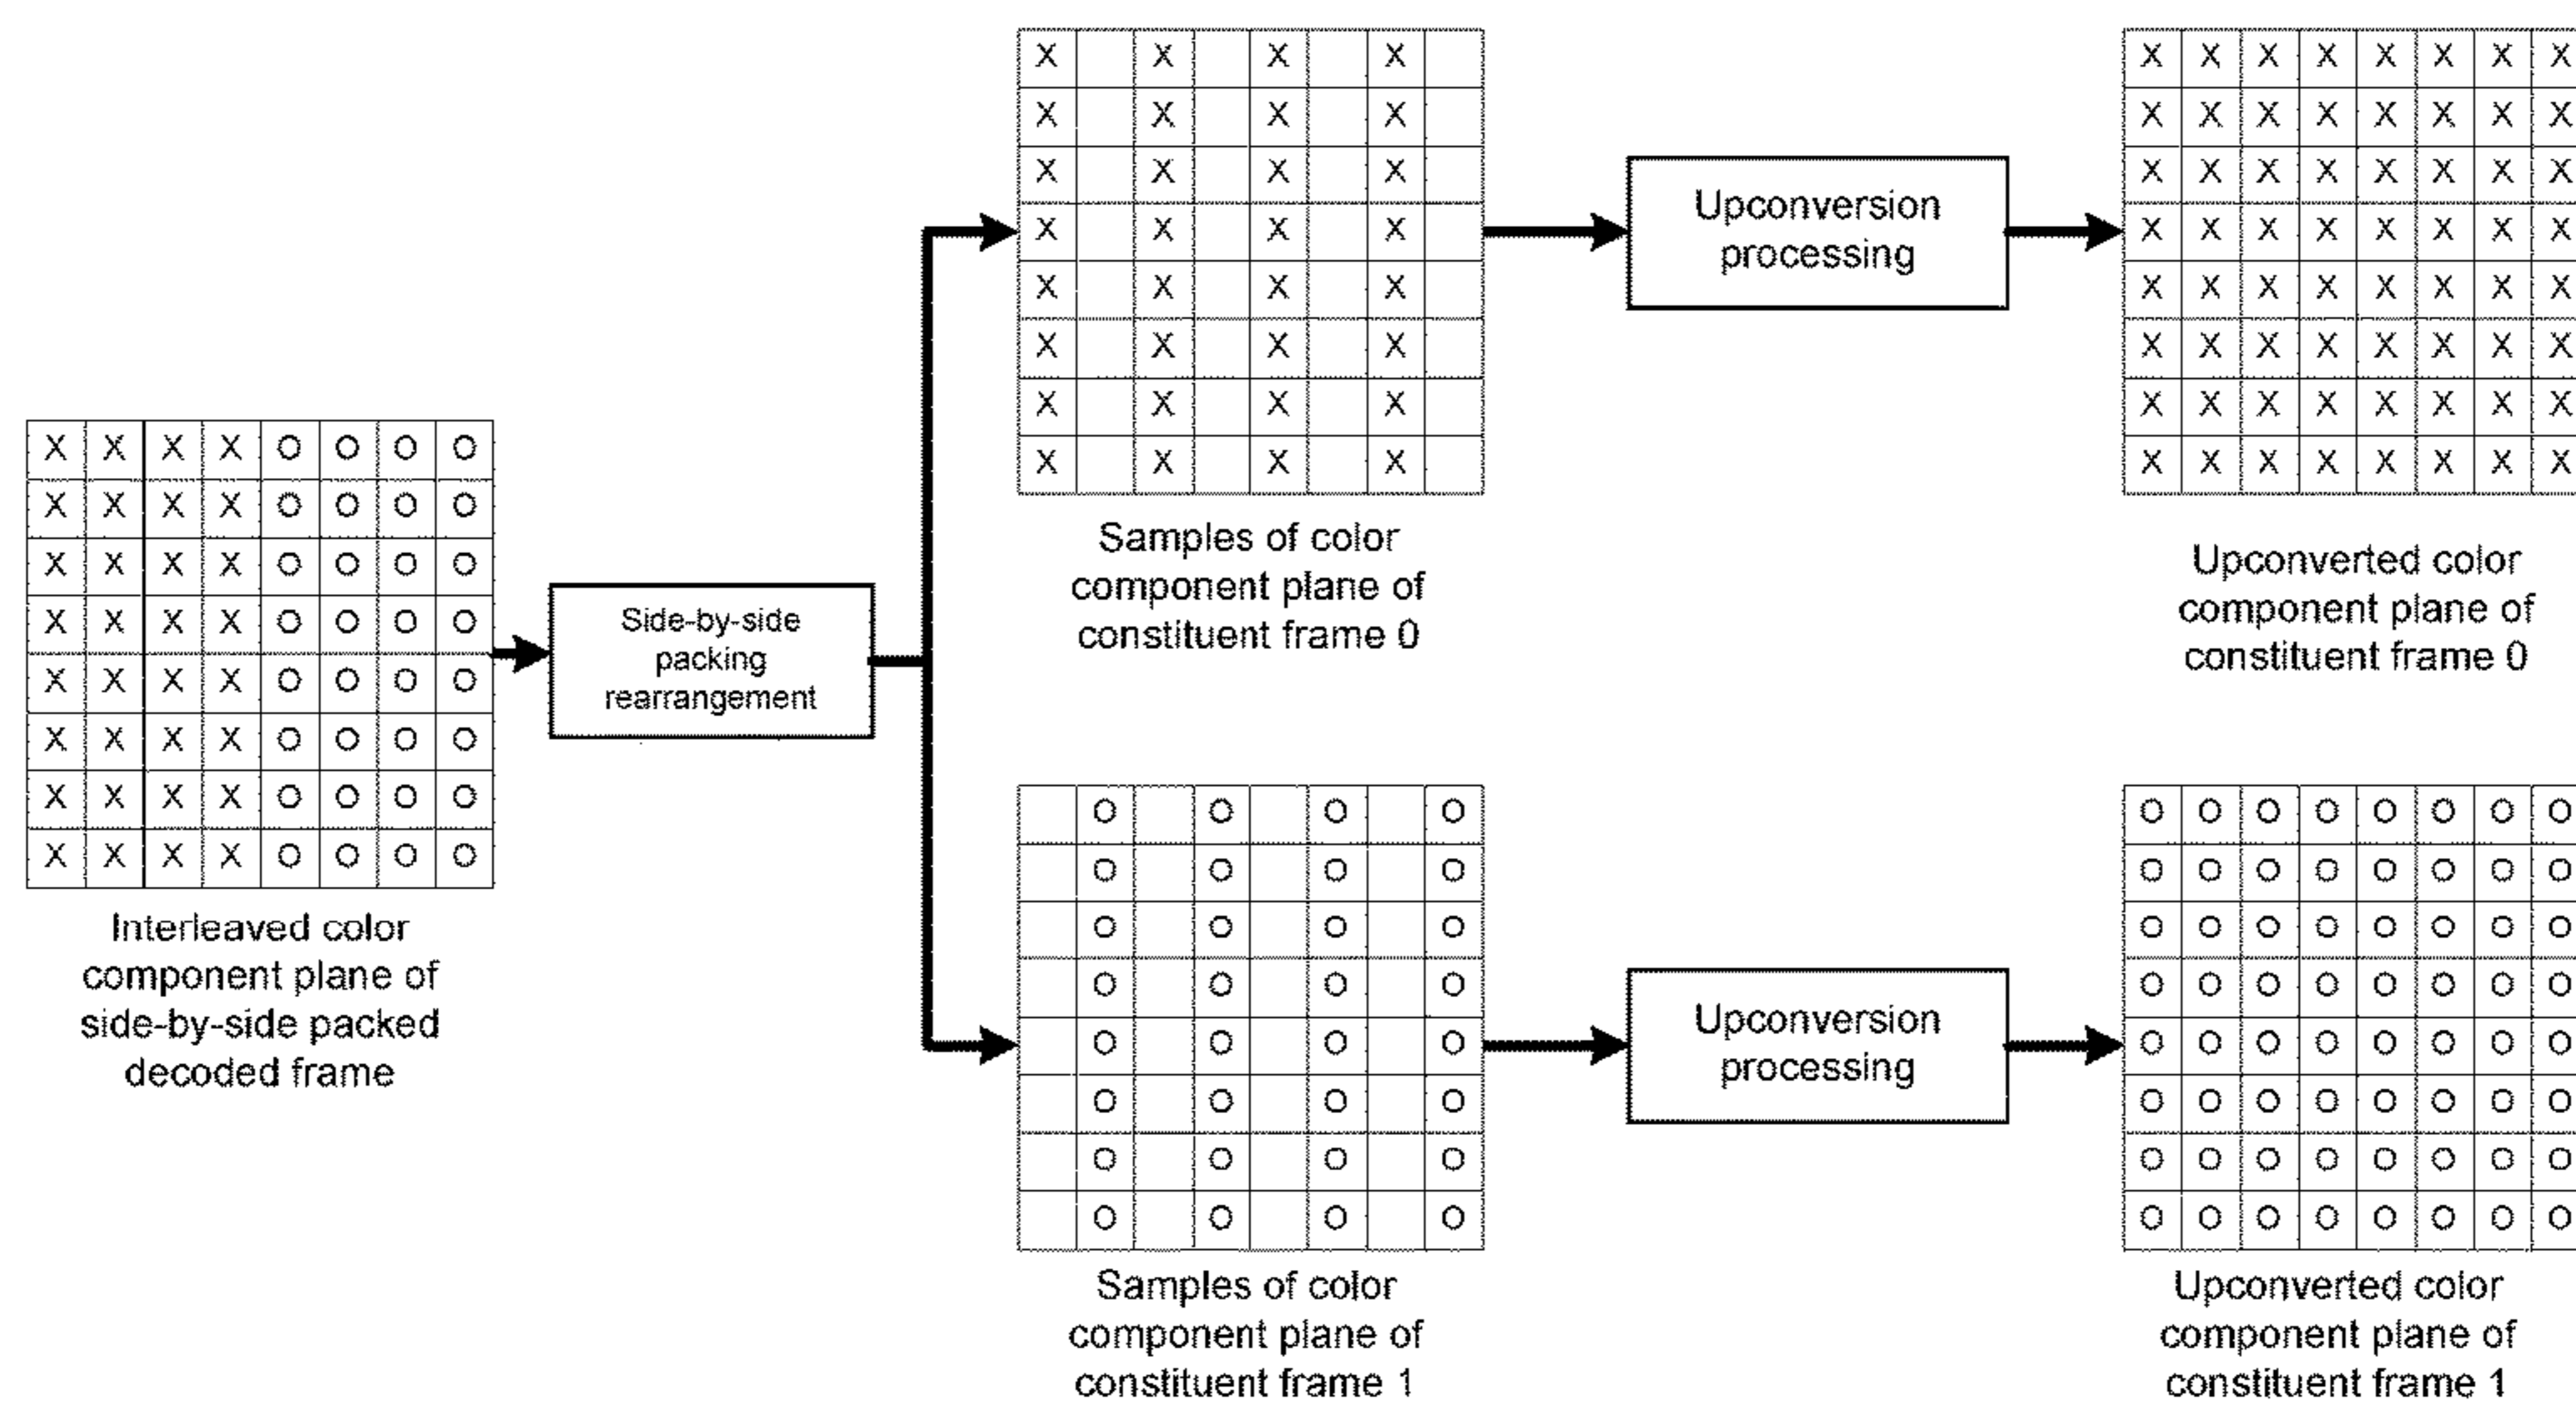 X X X X O O O O
X X X X O O O O
X X X X O O O O
X X X X O O O O
X X X X O O O O
X X X X O O O O
X X X X O O O O
X X X X O O O O
Interleaved color
component plane of
side-by-side packed
decoded frame
Side-by-side
packing
rearrangement
X X X X
X X X X
X X X X
X X X X
X X X X
X X X X
X X X X
X X X X
Samples of color
component plane of
constituent frame 0
Upconversion
processing
X X X X X X X X
X X X X X X X X
X X X X X X X X
X X X X X X X X
X X X X X X X X
X X X X X X X X
X X X X X X X X
X X X X X X X X
Upconverted color
component plane of
constituent frame 0
O O O O
O O O O
O O O O
O O O O
O O O O
O O O O
O O O O
O O O O
Samples of color
component plane of
constituent frame 1
Upconversion
processing
O O O O O O O O
O O O O O O O O
O O O O O O O O
O O O O O O O O
O O O O O O O O
O O O O O O O O
O O O O O O O O
O O O O O O O O
Upconverted color
component plane of
constituent frame 1